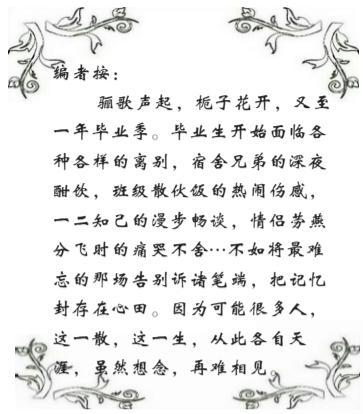 编者按：
骊歌声起，栀子花开，又至
一年毕业季。毕业生开始面临各
种各样的离别，宿舍兄弟的深夜
酣饮，班级散伙饭的热闹伤感，
一二知己的漫步畅谈，情侣劳燕
分飞时的痛哭不舍…不如将最难
忘的那场告别诉诸笔端，把记忆
封存在心田。因为可能很多人，
这一散，这一生，从此各自天
涯，虽然想念，再难相见。